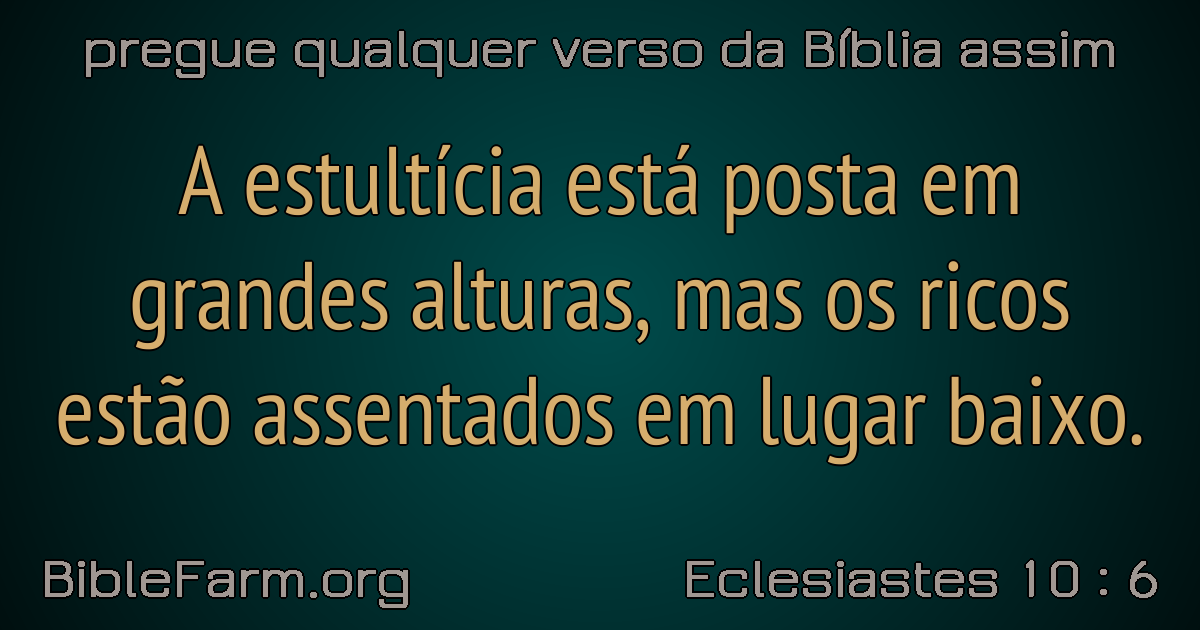 pregue qualquer verso da Bíblia assim
A estultícia está posta em
grandes alturas, mas os ricos
estão assentados em lugar baixo.
BibleFarm.org
Eclesiastes 10 : 6